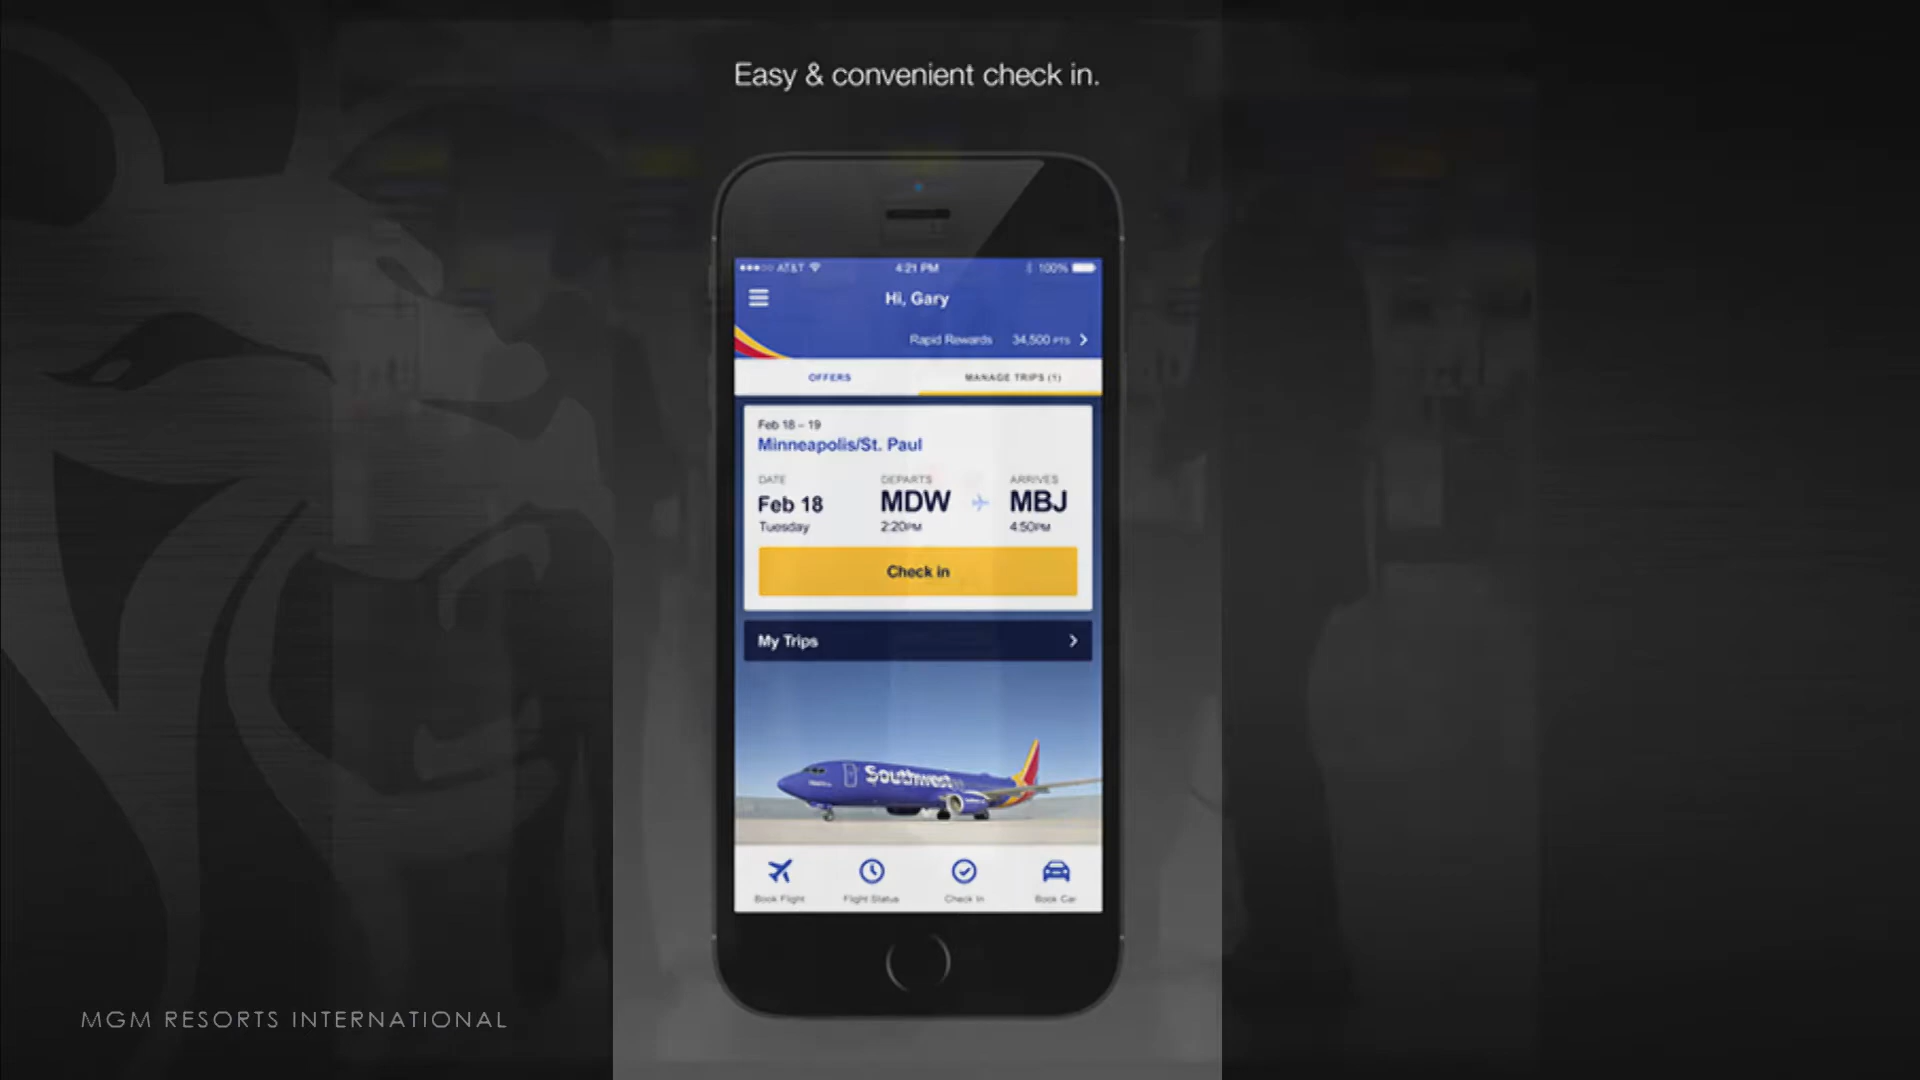 Easy & convenient check in.
AT&T 4:21 PM 100%
Hi, Gary
Rapid Rewards 34,500 PTS
OFFERS MANAGE TRIPS (1)
Feb 18 – 19
Minneapolis/St. Paul
DATE DEPARTS ARRIVES
Feb 18 MDW MBJ
Tuesday 2:20PM 4:50PM
Check in
My Trips
Southwest
Book Flight Flight Status Check In Book Car
MGM RESORTS INTERNATIONAL